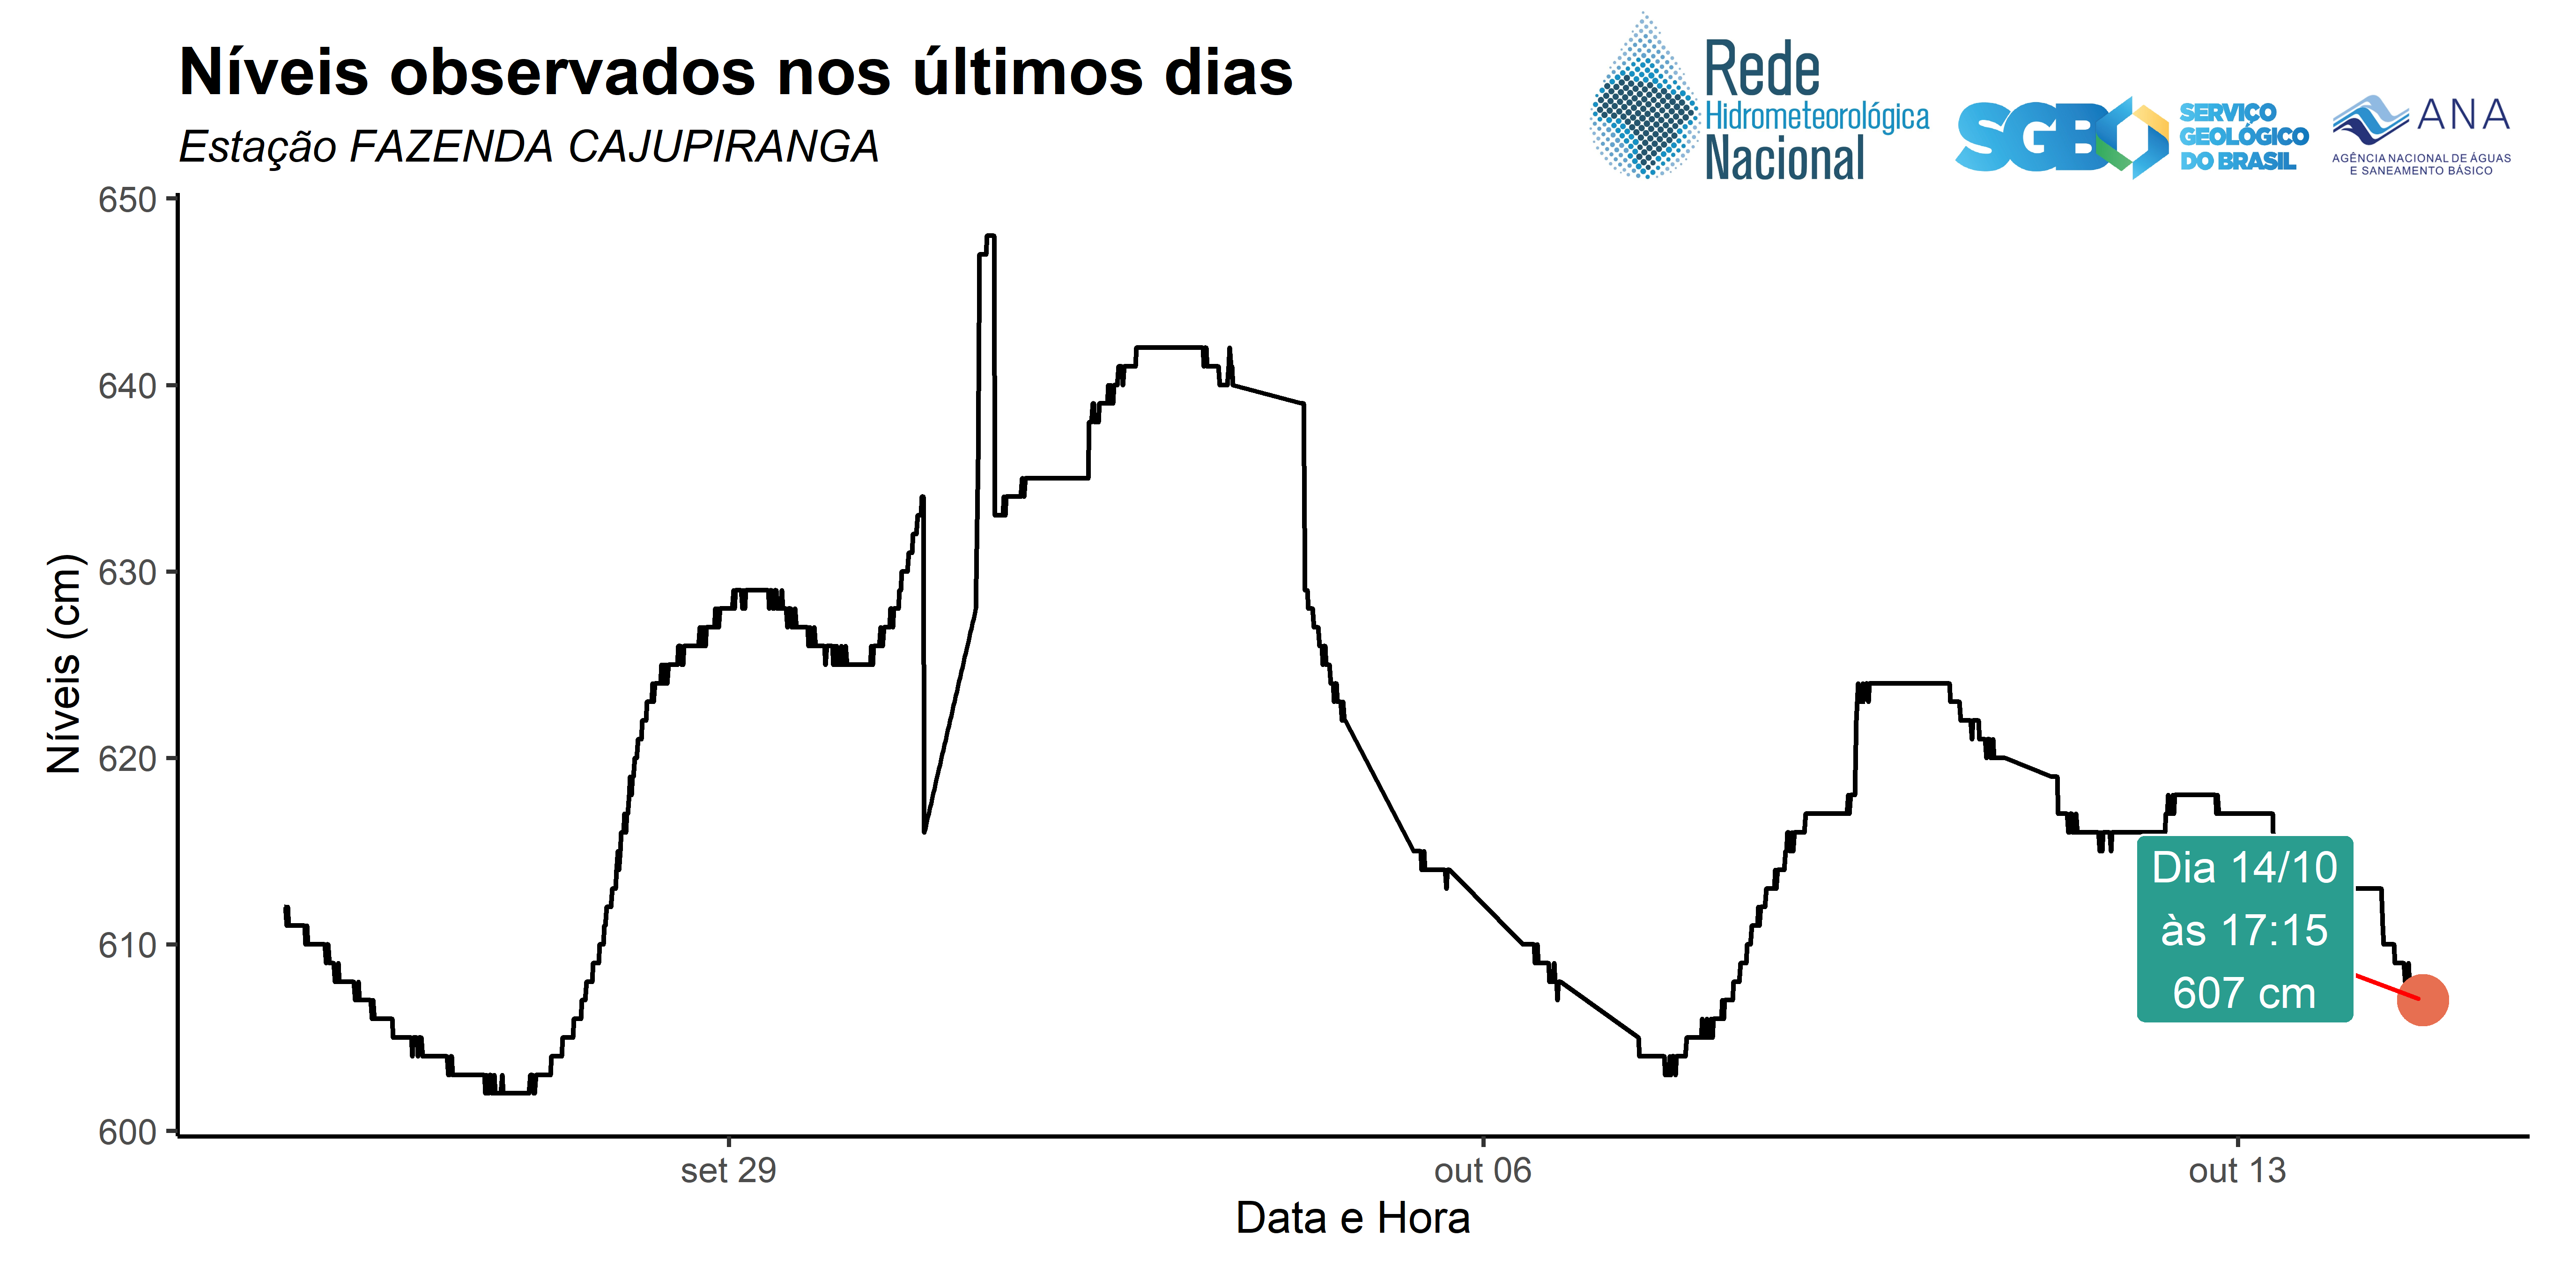 Níveis observados nos últimos dias
Estação FAZENDA CAJUPIRANGA
Rede
Hidrometeorológica
Nacional
SGB
SERVIÇO
GEOLÓGICO
DO BRASIL
ANA
AGÊNCIA NACIONAL DE ÁGUAS
E SANEAMENTO BÁSICO
650
640
630
620
610
600
Níveis (cm)
Dia 14/10
às 17:15
607 cm
set 29
out 06
out 13
Data e Hora